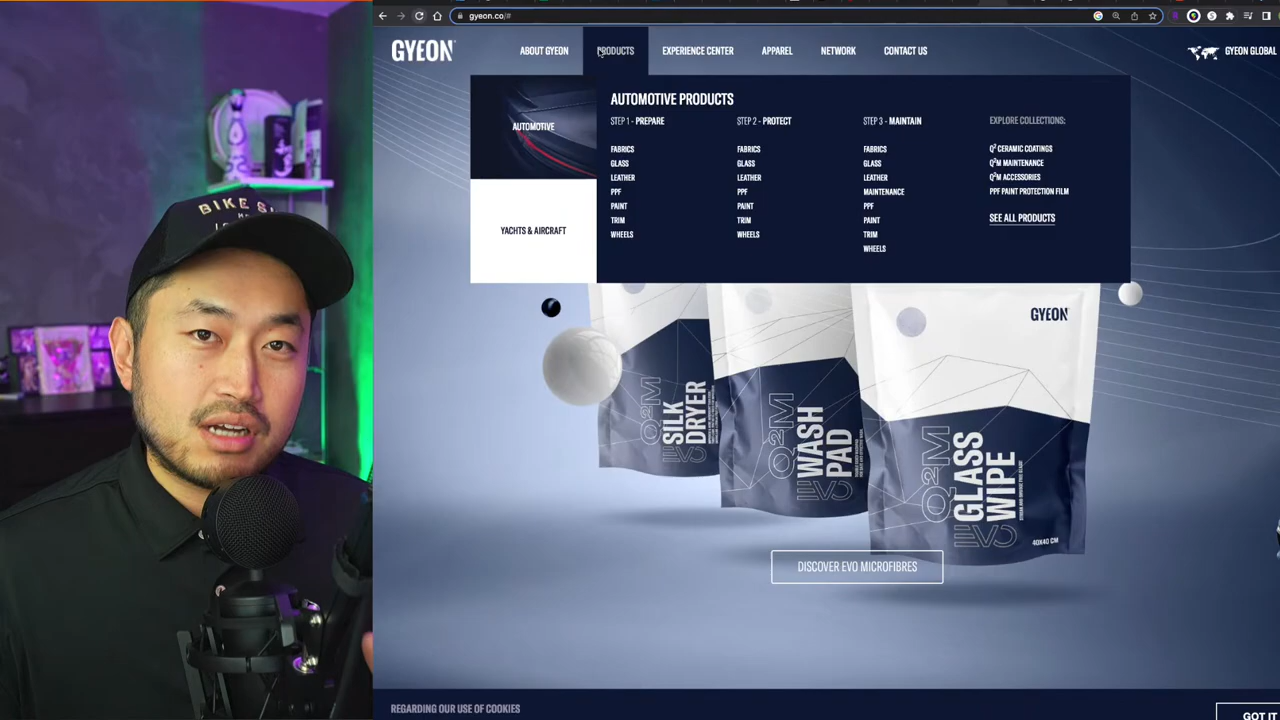 gyeon.co/#
GYEON
ABOUT GYEON
PRODUCTS
EXPERIENCE CENTER
APPAREL
NETWORK
CONTACT US
GYEON GLOBAL
AUTOMOTIVE
YACHTS & AIRCRAFT
AUTOMOTIVE PRODUCTS
STEP 1 - PREPARE
FABRICS
GLASS
LEATHER
PPF
PAINT
TRIM
WHEELS
STEP 2 - PROTECT
FABRICS
GLASS
LEATHER
PPF
PAINT
TRIM
WHEELS
STEP 3 - MAINTAIN
FABRICS
GLASS
LEATHER
MAINTENANCE
PPF
PAINT
TRIM
WHEELS
EXPLORE COLLECTIONS:
Q² CERAMIC COATINGS
Q²M MAINTENANCE
Q²M ACCESSORIES
PPF PAINT PROTECTION FILM
SEE ALL PRODUCTS
BIKE
Q²M
SILK
DRYER
EVO
Q²M
WASH
PAD
EVO
GYEON
Q²M
GLASS
WIPE
EVO
40X40 CM
DISCOVER EVO MICROFIBRES
REGARDING OUR USE OF COOKIES
GOT IT